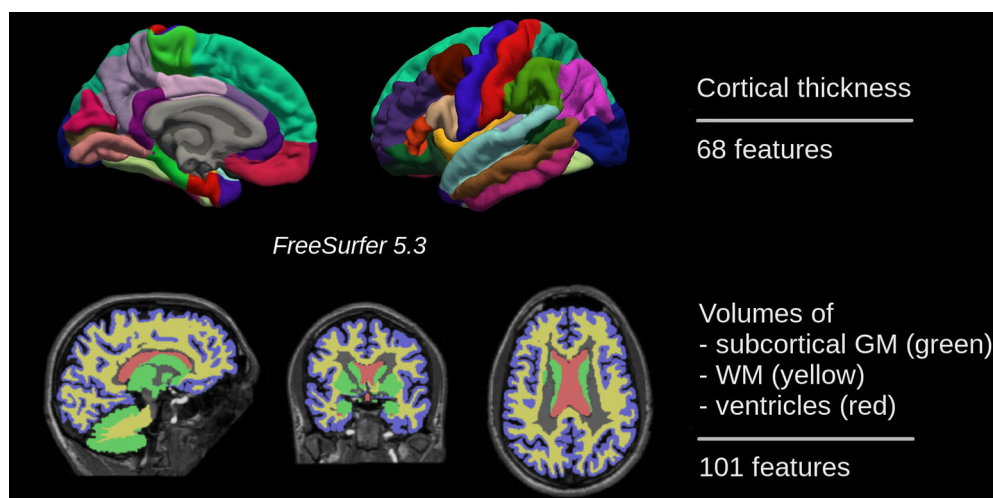 Cortical thickness
68 features
FreeSurfer 5.3
Volumes of
- subcortical GM (green)
- WM (yellow)
- ventricles (red)
101 features